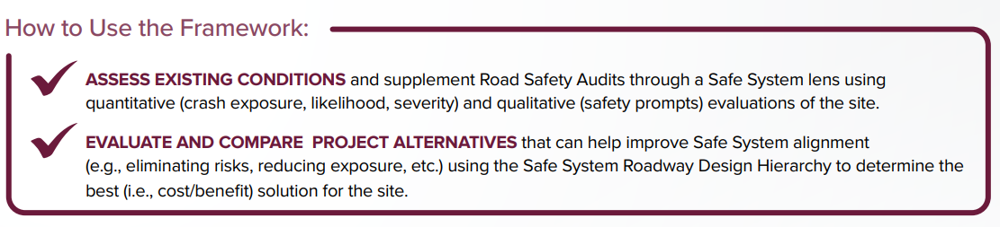 How to Use the Framework:
ASSESS EXISTING CONDITIONS and supplement Road Safety Audits through a Safe System lens using
quantitative (crash exposure, likelihood, severity) and qualitative (safety prompts) evaluations of the site.
EVALUATE AND COMPARE  PROJECT ALTERNATIVES that can help improve Safe System alignment
(e.g., eliminating risks, reducing exposure, etc.) using the Safe System Roadway Design Hierarchy to determine the
best (i.e., cost/benefit) solution for the site.